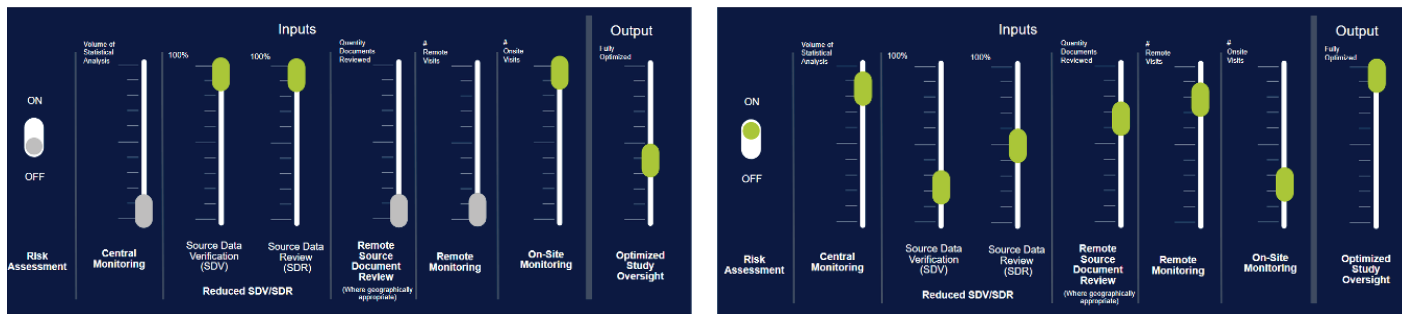 Inputs
Output
Volume of
Statistical
Analysis
100%
100%
Quantity
Documents
Reviewed
#
Remote
Visits
#
Onsite
Visits
Fully
Optimized
ON
OFF
Risk
Assessment
Central
Monitoring
Source Data
Verification
(SDV)
Source Data
Review
(SDR)
Reduced SDV/SDR
Remote
Source
Document
Review
(Where geographically
appropriate)
Remote
Monitoring
On-Site
Monitoring
Optimized
Study
Oversight
Inputs
Output
Volume of
Statistical
Analysis
100%
100%
Quantity
Documents
Reviewed
#
Remote
Visits
#
Onsite
Visits
Fully
Optimized
ON
OFF
Risk
Assessment
Central
Monitoring
Source Data
Verification
(SDV)
Source Data
Review
(SDR)
Reduced SDV/SDR
Remote
Source
Document
Review
(Where geographically
appropriate)
Remote
Monitoring
On-Site
Monitoring
Optimized
Study
Oversight